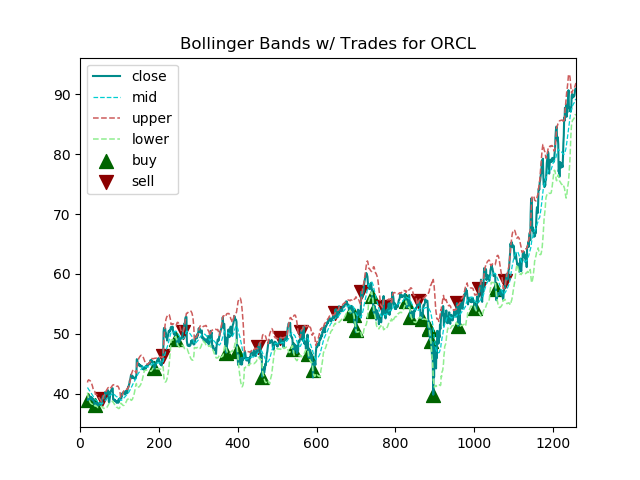 Bollinger Bands w/ Trades for ORCL
close
mid
upper
lower
buy
sell
90
80
70
60
50
40
0 200 400 600 800 1000 1200